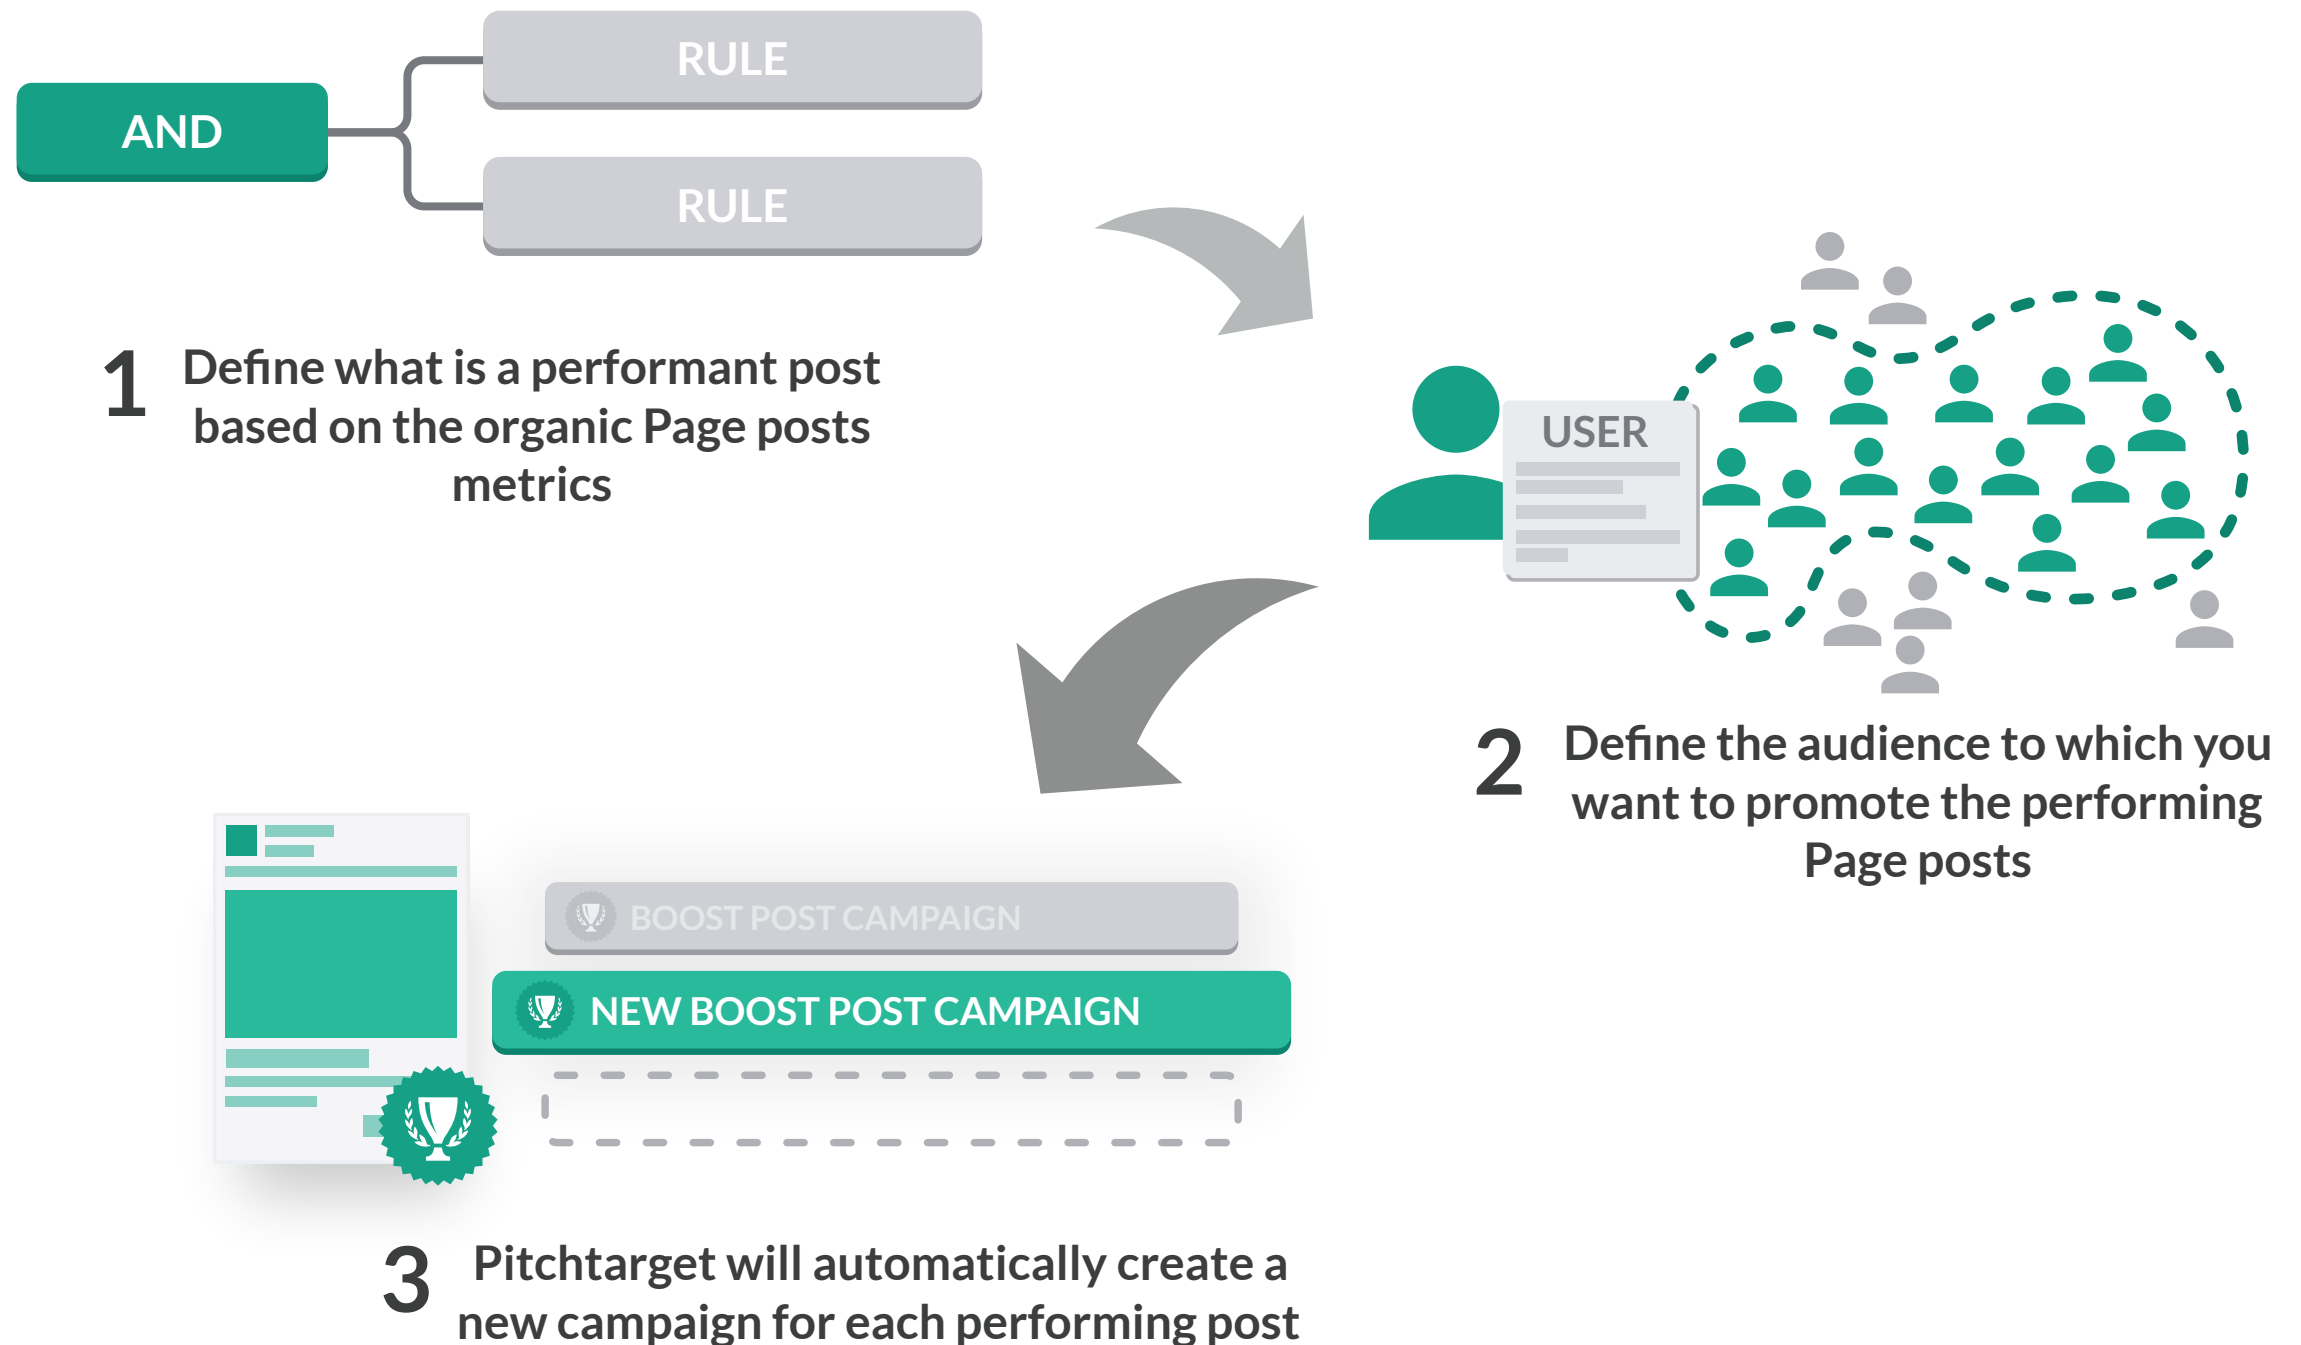 AND
RULE
RULE
1
Define what is a performant post
based on the organic Page posts
metrics
USER
2
Define the audience to which you
want to promote the performing
Page posts
BOOST POST CAMPAIGN
NEW BOOST POST CAMPAIGN
3
Pitchtarget will automatically create a
new campaign for each performing post